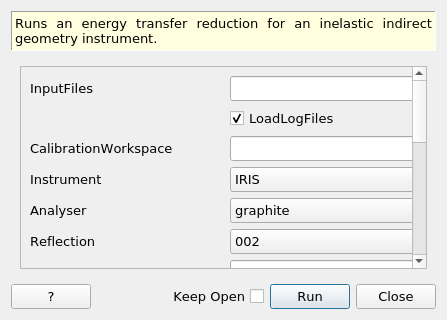 Runs an energy transfer reduction for an inelastic indirect
geometry instrument.
InputFiles
LoadLogFiles
CalibrationWorkspace
Instrument IRIS
Analyser graphite
Reflection 002
? Keep Open Run Close